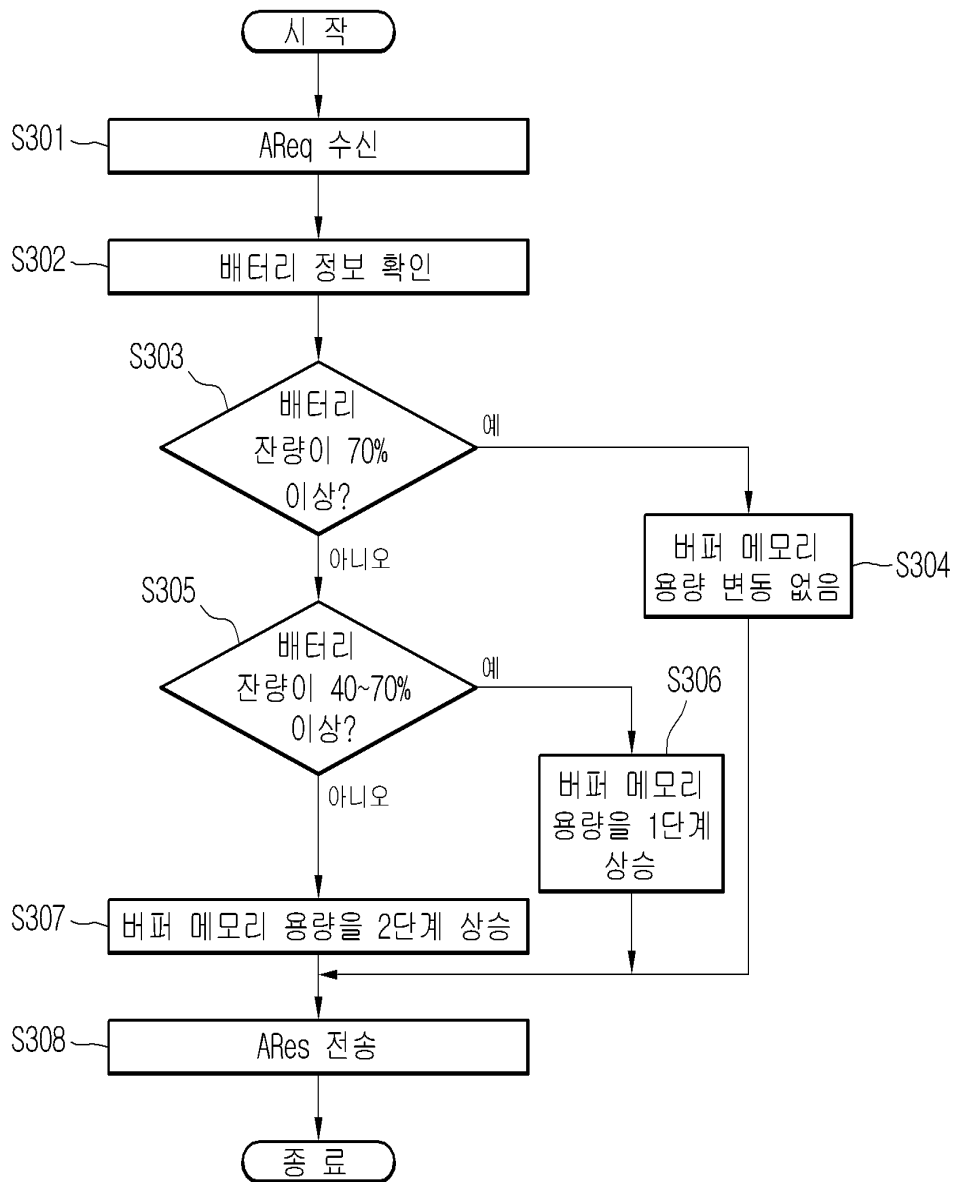 시 작
S301
AReq 수신
S302
배터리 정보 확인
S303
배터리
잔량이 70%
이상?
예
아니오
버퍼 메모리
용량 변동 없음
S304
S305
배터리
잔량이 40~70%
이상?
예
아니오
S306
버퍼 메모리
용량을 1단계
상승
S307
버퍼 메모리 용량을 2단계 상승
S308
ARes 전송
종 료